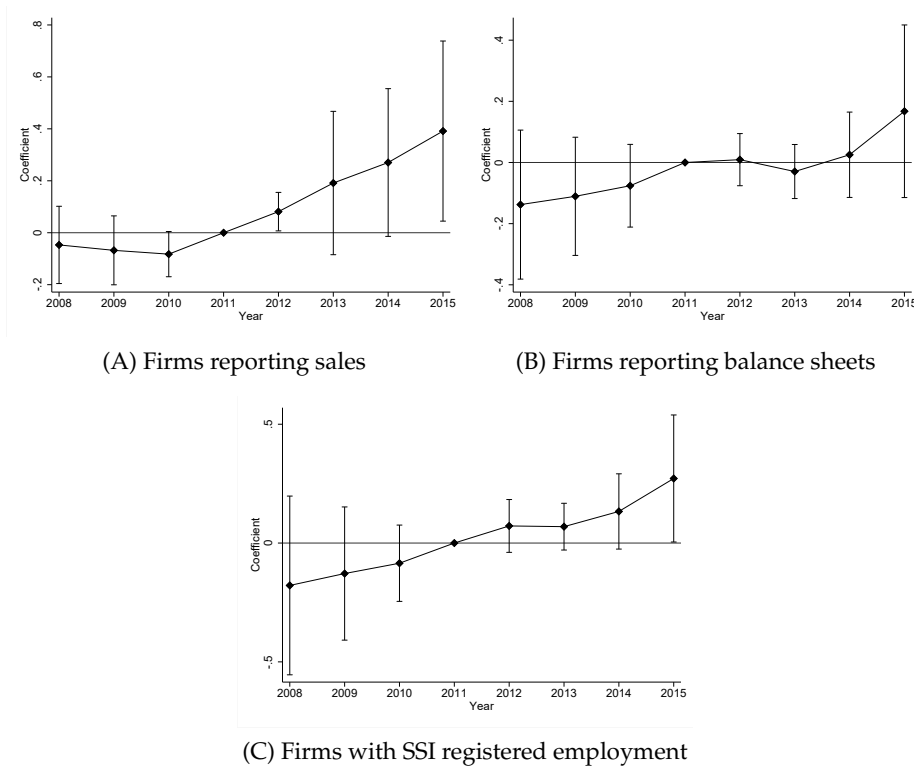 .8
.6
.4
.2
0
-.2
Coefficient
2008 2009 2010 2011 2012 2013 2014 2015
Year
(A) Firms reporting sales
.4
.2
0
-.2
-.4
Coefficient
2008 2009 2010 2011 2012 2013 2014 2015
Year
(B) Firms reporting balance sheets
.5
0
-.5
Coefficient
2008 2009 2010 2011 2012 2013 2014 2015
Year
(C) Firms with SSI registered employment